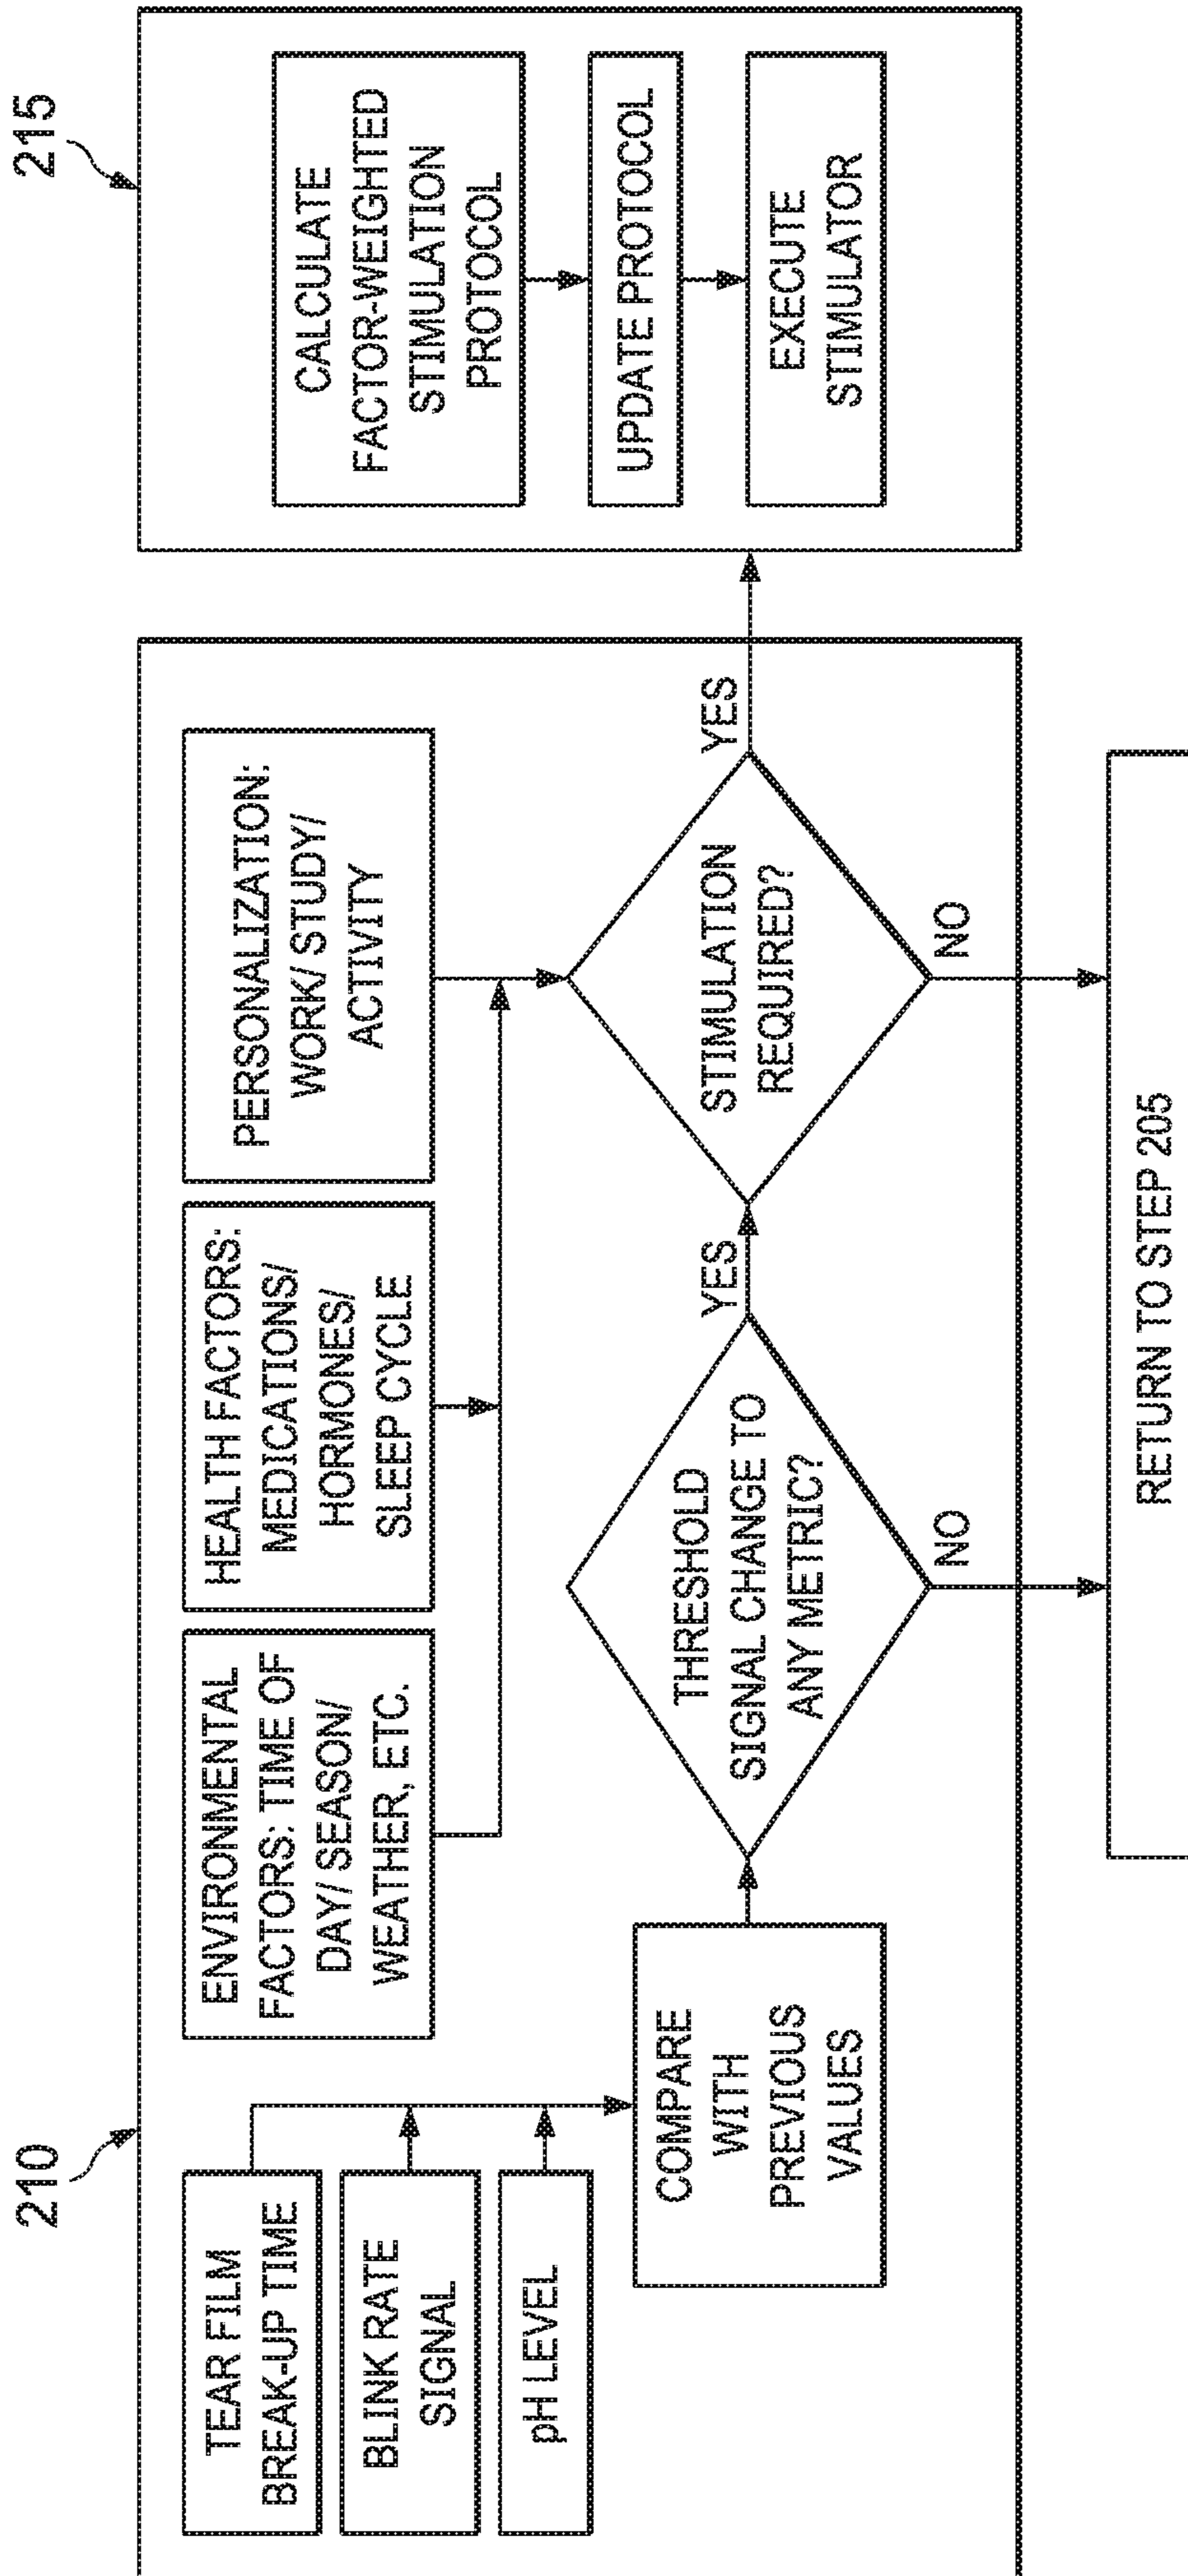 210
TEAR FILM
BREAK-UP TIME
BLINK RATE
SIGNAL
pH LEVEL
COMPARE
WITH
PREVIOUS
VALUES
ENVIRONMENTAL
FACTORS: TIME OF
DAY/ SEASON/
WEATHER, ETC.
HEALTH FACTORS:
MEDICATIONS/
HORMONES/
SLEEP CYCLE
PERSONALIZATION:
WORK/ STUDY/
ACTIVITY
THRESHOLD
SIGNAL CHANGE TO
ANY METRIC?
YES
NO
STIMULATION
REQUIRED?
YES
NO
RETURN TO STEP 205
215
CALCULATE
FACTOR-WEIGHTED
STIMULATION
PROTOCOL
UPDATE PROTOCOL
EXECUTE
STIMULATOR